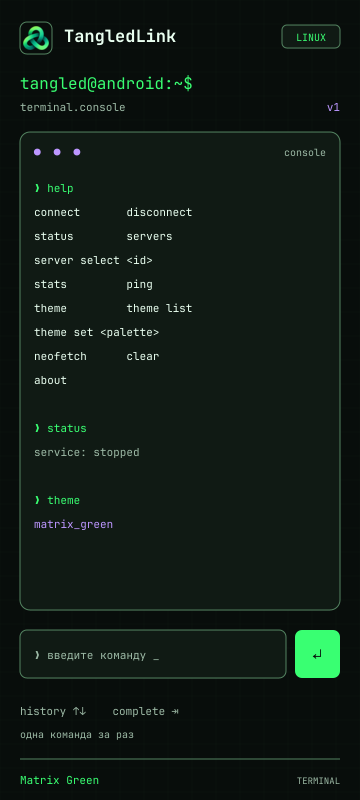 TangledLink LINUX
tangled@android:~$
terminal.console v1
console
❯ help
connect disconnect
status servers
server select <id>
stats ping
theme theme list
theme set <palette>
neofetch clear
about
❯ status
service: stopped
❯ theme
matrix_green
❯ введите команду _ ↵
history ↑↓ complete ⇥
одна команда за раз
Matrix Green TERMINAL